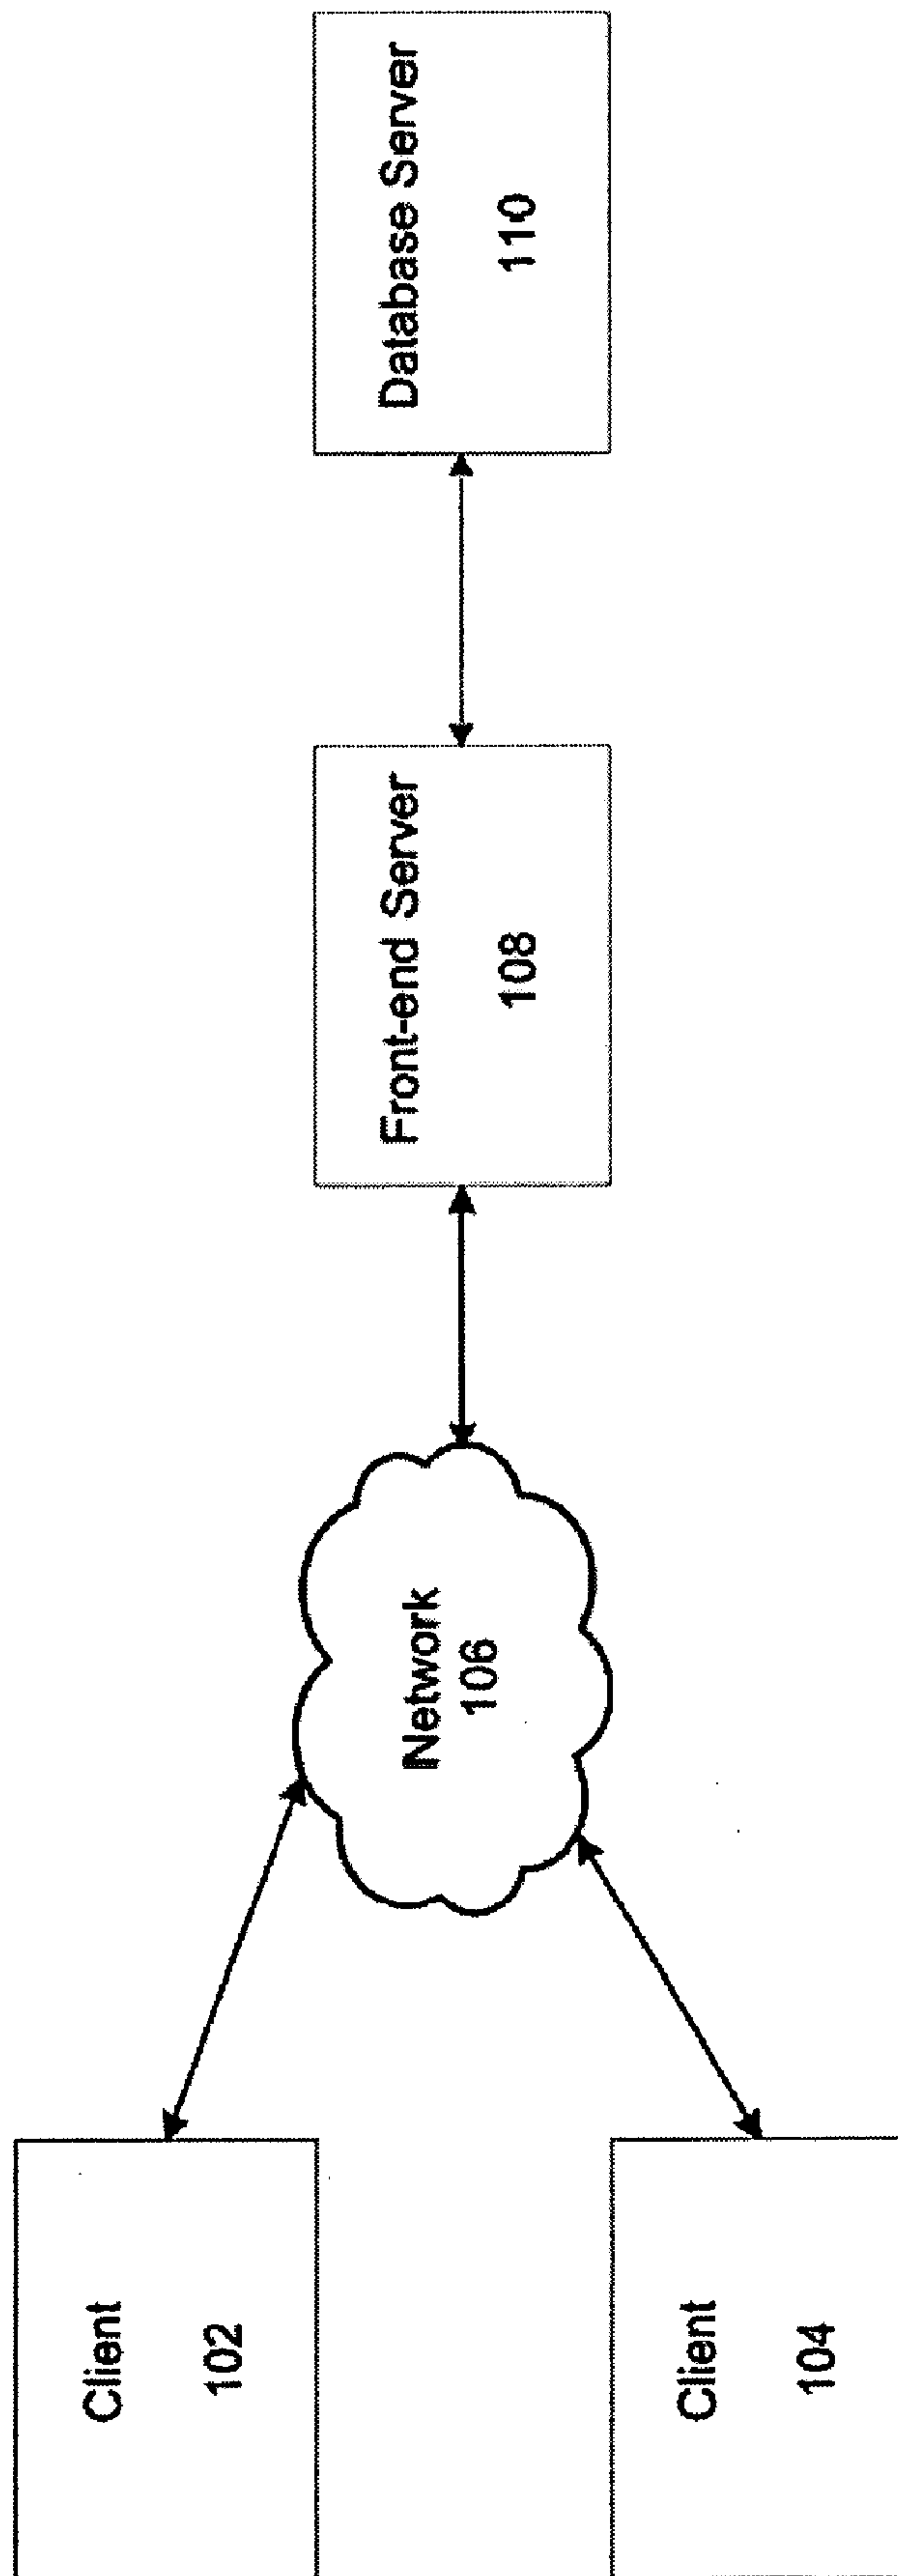 Client
102
Client
104
Network
106
Front-end Server
108
Database Server
110